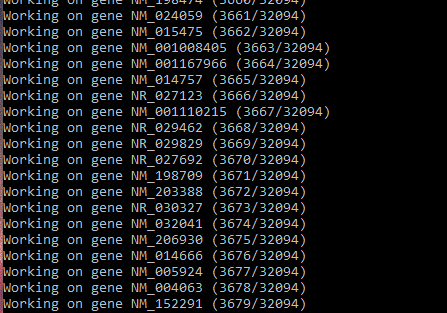 Working on gene NM_198474 (3660/32094)
Working on gene NM_024059 (3661/32094)
Working on gene NM_015475 (3662/32094)
Working on gene NM_001008405 (3663/32094)
Working on gene NM_001167966 (3664/32094)
Working on gene NM_014757 (3665/32094)
Working on gene NR_027123 (3666/32094)
Working on gene NM_001110215 (3667/32094)
Working on gene NR_029462 (3668/32094)
Working on gene NR_029829 (3669/32094)
Working on gene NR_027692 (3670/32094)
Working on gene NM_198709 (3671/32094)
Working on gene NM_203388 (3672/32094)
Working on gene NR_030327 (3673/32094)
Working on gene NM_032041 (3674/32094)
Working on gene NM_206930 (3675/32094)
Working on gene NM_014666 (3676/32094)
Working on gene NM_005924 (3677/32094)
Working on gene NM_004063 (3678/32094)
Working on gene NM_152291 (3679/32094)